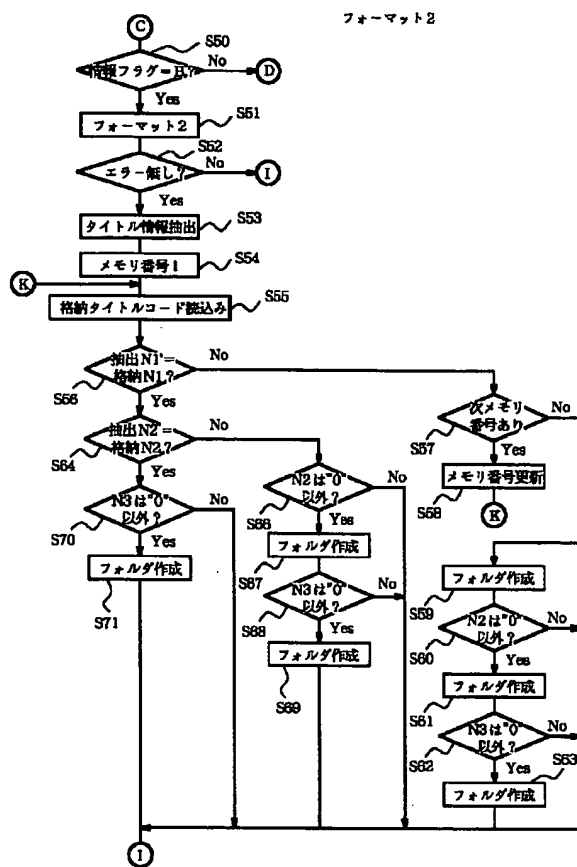 フォーマット2
C
S50
情報フラグ=B?
No
D
Yes
フォーマット2
S51
S52
エラー無し?
No
I
Yes
タイトル情報抽出
S53
メモリ番号1
S54
K
格納タイトルコード読込み
S55
抽出N1=
格納N1?
No
S56
Yes
次メモリ
番号あり
No
S57
Yes
メモリ番号更新
S58
K
抽出N2=
格納N2?
No
S64
Yes
N2は"0"
以外?
No
S66
Yes
フォルダ作成
S67
N3は"0"
以外?
No
S68
Yes
フォルダ作成
S69
N3は"0"
以外?
No
S70
Yes
フォルダ作成
S71
フォルダ作成
S59
N2は"0"
以外?
No
S60
Yes
フォルダ作成
S61
N3は"0"
以外?
No
S62
Yes
S63
フォルダ作成
I